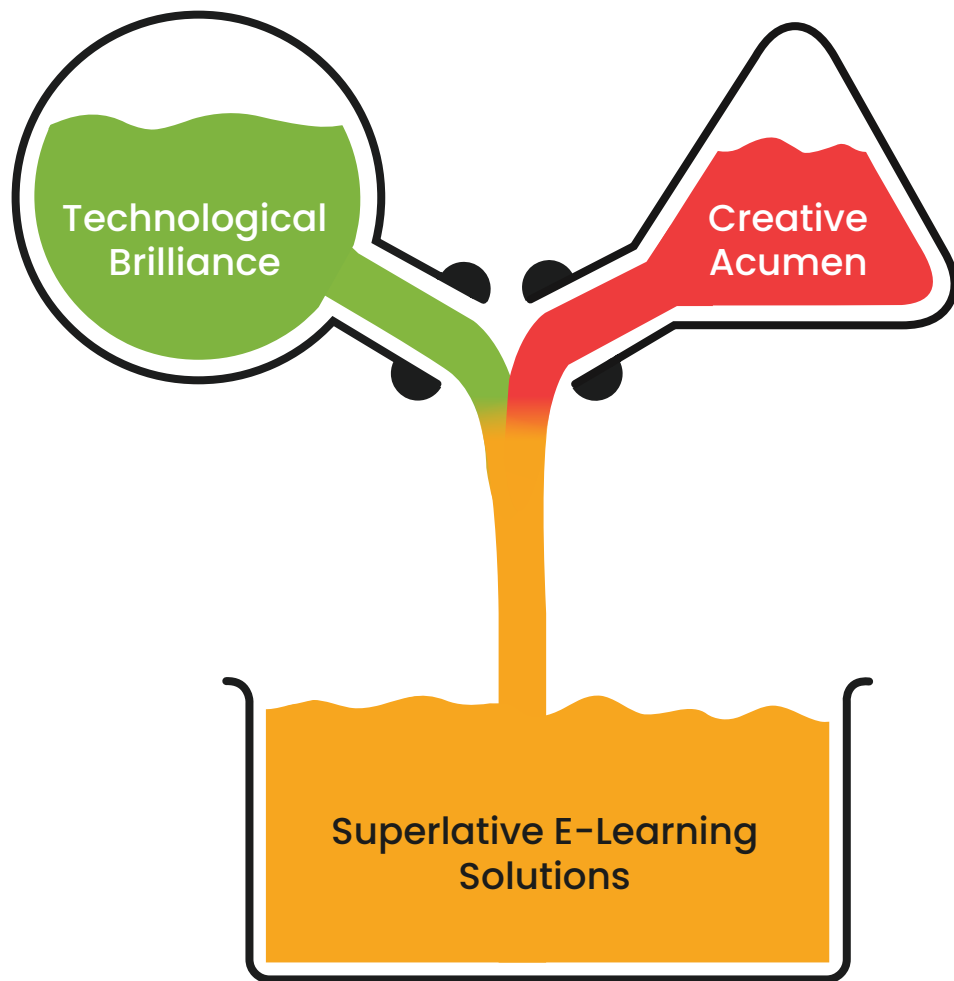 Technological
Brilliance
Creative
Acumen
Superlative E-Learning
Solutions